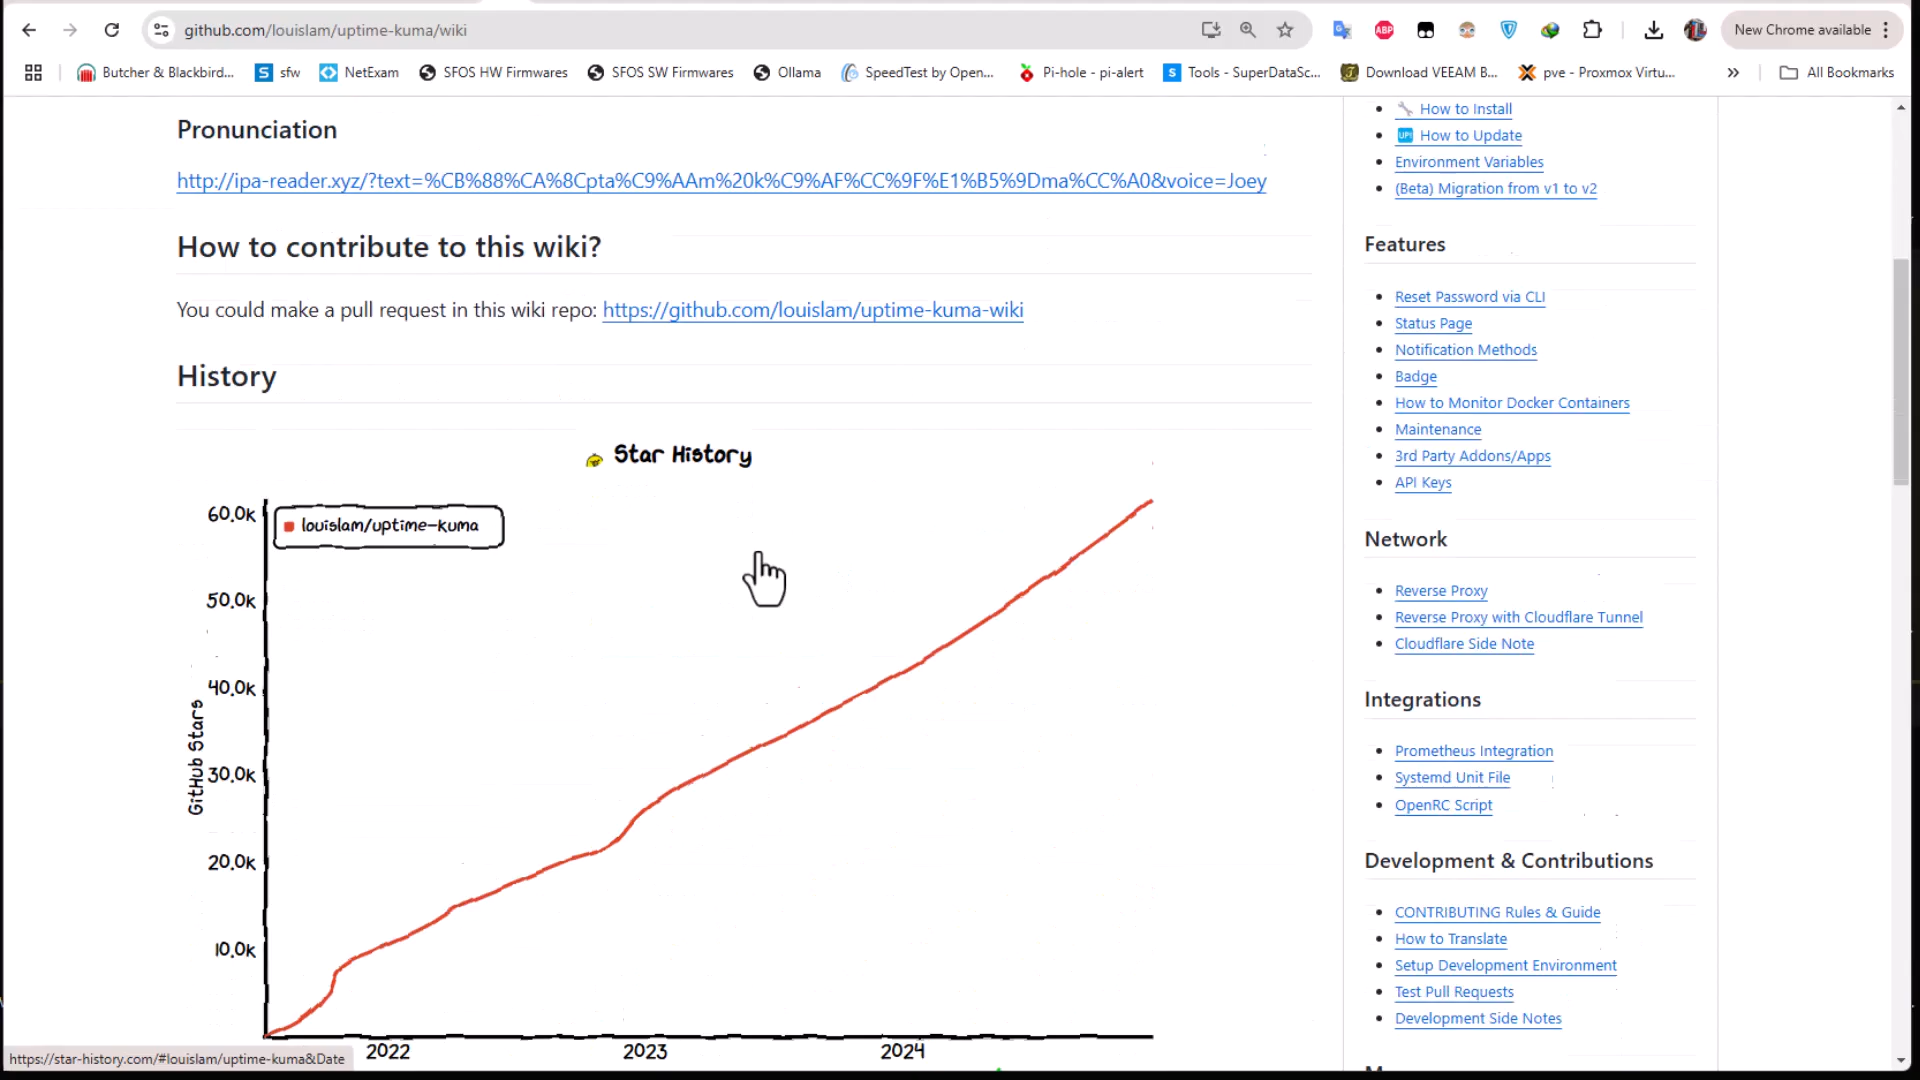 github.com/louislam/uptime-kuma/wiki
New Chrome available
Butcher & Blackbird...
sfw
NetExam
SFOS HW Firmwares
SFOS SW Firmwares
Ollama
SpeedTest by Open...
Pi-hole - pi-alert
Tools - SuperDataSc...
Download VEEAM B...
pve - Proxmox Virtu...
All Bookmarks
Pronunciation
http://ipa-reader.xyz/?text=%CB%88%CA%8Cpta%C9%AAm%20k%C9%AF%CC%9F%E1%B5%9Dma%CC%A0&voice=Joey
How to contribute to this wiki?
You could make a pull request in this wiki repo: https://github.com/louislam/uptime-kuma-wiki
History
Star History
louislam/uptime-kuma
60.0k
50.0k
40.0k
30.0k
20.0k
10.0k
GitHub Stars
2022
2023
2024
https://star-history.com/#louislam/uptime-kuma&Date
How to Install
How to Update
Environment Variables
(Beta) Migration from v1 to v2
Features
Reset Password via CLI
Status Page
Notification Methods
Badge
How to Monitor Docker Containers
Maintenance
3rd Party Addons/Apps
API Keys
Network
Reverse Proxy
Reverse Proxy with Cloudflare Tunnel
Cloudflare Side Note
Integrations
Prometheus Integration
Systemd Unit File
OpenRC Script
Development & Contributions
CONTRIBUTING Rules & Guide
How to Translate
Setup Development Environment
Test Pull Requests
Development Side Notes